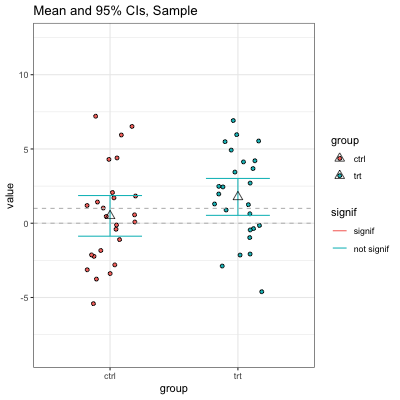 Mean and 95% CIs, Sample
value
10
5
0
-5
ctrl
trt
group
group
ctrl
trt
signif
signif
not signif